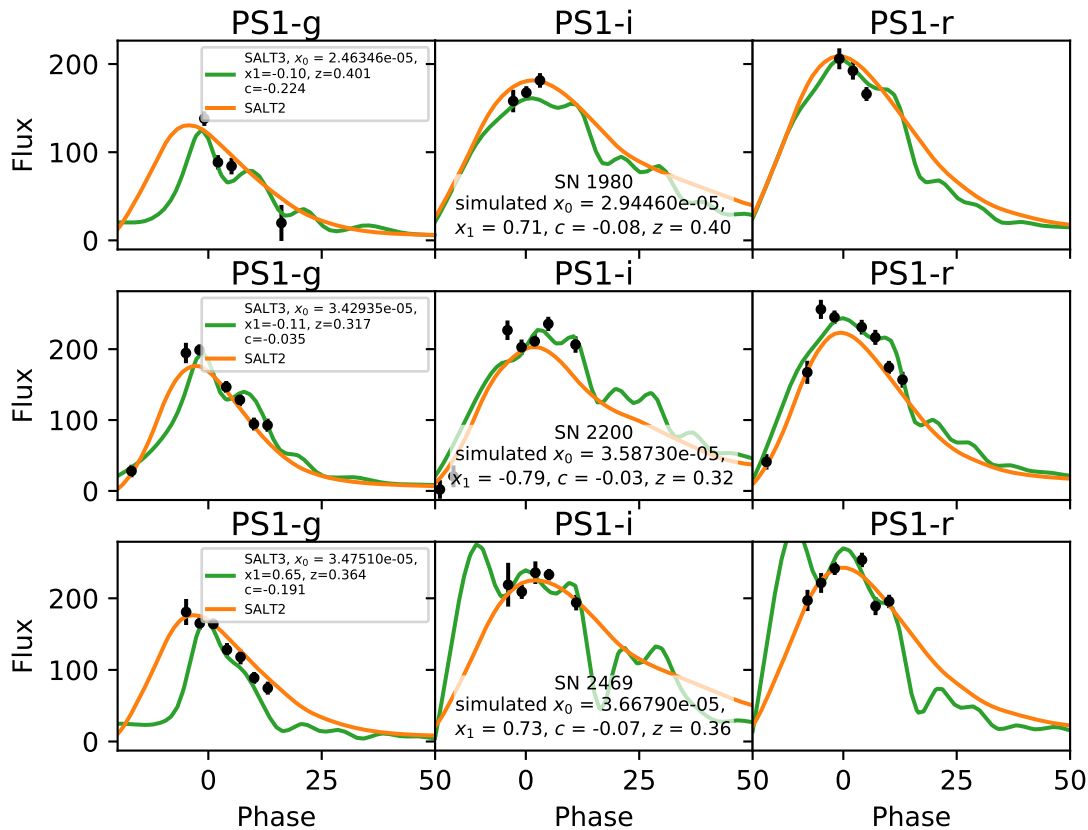 PS1-g PS1-i PS1-r
Flux
200
100
0
SALT3, x₀ = 2.46346e-05,
x1=-0.10, z=0.401
c=-0.224
SALT2
SN 1980
simulated x₀ = 2.94460e-05,
x₁ = 0.71, c = -0.08, z = 0.40
PS1-g PS1-i PS1-r
Flux
200
100
0
SALT3, x₀ = 3.42935e-05,
x1=-0.11, z=0.317
c=-0.035
SALT2
SN 2200
simulated x₀ = 3.58730e-05,
x₁ = -0.79, c = -0.03, z = 0.32
PS1-g PS1-i PS1-r
Flux
200
100
0
SALT3, x₀ = 3.47510e-05,
x1=0.65, z=0.364
c=-0.191
SALT2
SN 2469
simulated x₀ = 3.66790e-05,
x₁ = 0.73, c = -0.07, z = 0.36
0 25 50 0 25 50 0 25 50
Phase Phase Phase